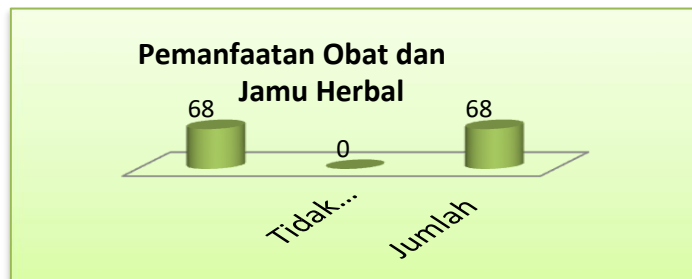 Pemanfaatan Obat dan
Jamu Herbal
68
0
68
Tidak...
Jumlah